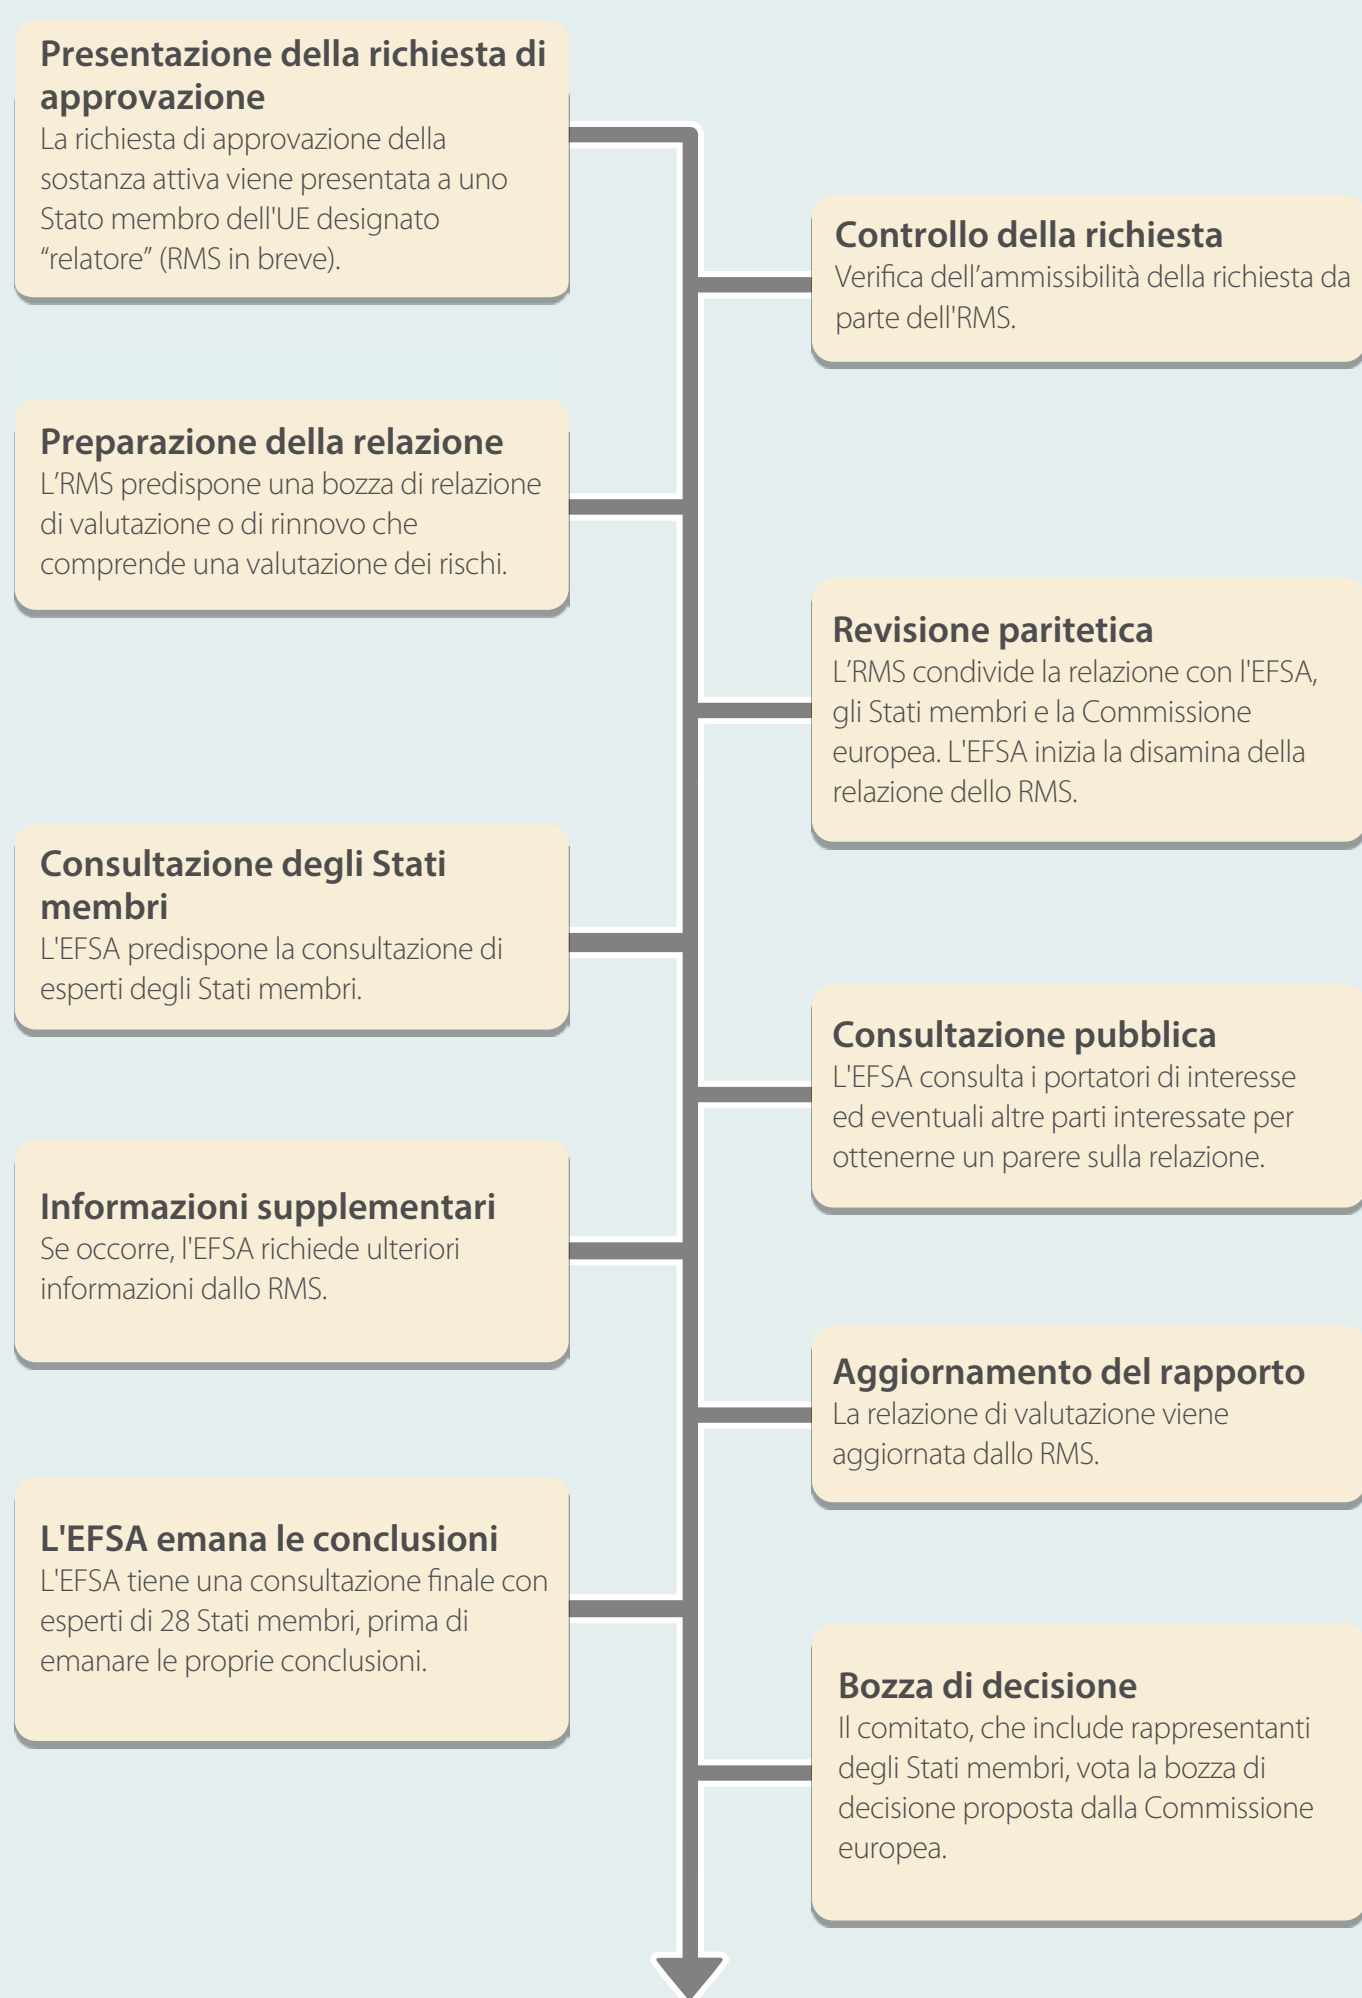 Presentazione della richiesta di
approvazione
La richiesta di approvazione della
sostanza attiva viene presentata a uno
Stato membro dell'UE designato
“relatore” (RMS in breve).
Controllo della richiesta
Verifica dell’ammissibilità della richiesta da
parte dell'RMS.
Preparazione della relazione
L’RMS predispone una bozza di relazione
di valutazione o di rinnovo che
comprende una valutazione dei rischi.
Revisione paritetica
L’RMS condivide la relazione con l'EFSA,
gli Stati membri e la Commissione
europea. L'EFSA inizia la disamina della
relazione dello RMS.
Consultazione degli Stati
membri
L'EFSA predispone la consultazione di
esperti degli Stati membri.
Consultazione pubblica
L'EFSA consulta i portatori di interesse
ed eventuali altre parti interessate per
ottenerne un parere sulla relazione.
Informazioni supplementari
Se occorre, l'EFSA richiede ulteriori
informazioni dallo RMS.
Aggiornamento del rapporto
La relazione di valutazione viene
aggiornata dallo RMS.
L'EFSA emana le conclusioni
L'EFSA tiene una consultazione finale con
esperti di 28 Stati membri, prima di
emanare le proprie conclusioni.
Bozza di decisione
Il comitato, che include rappresentanti
degli Stati membri, vota la bozza di
decisione proposta dalla Commissione
europea.